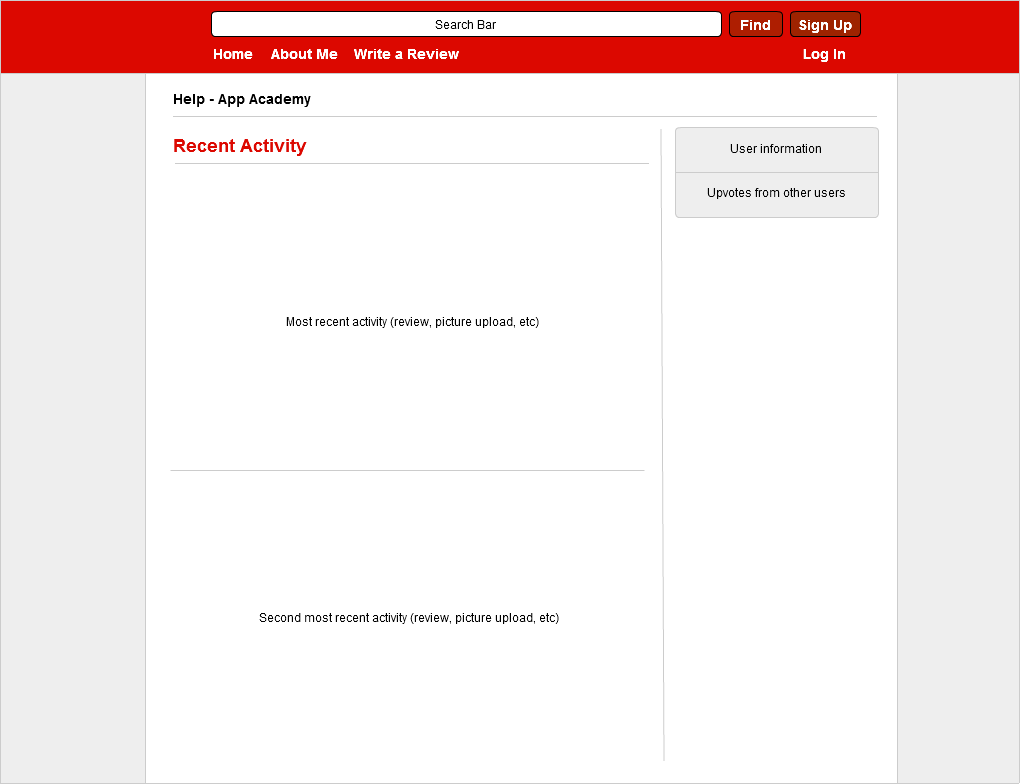 Search Bar
Find
Sign Up
Home
About Me
Write a Review
Log In
Help - App Academy
Recent Activity
User information
Upvotes from other users
Most recent activity (review, picture upload, etc)
Second most recent activity (review, picture upload, etc)